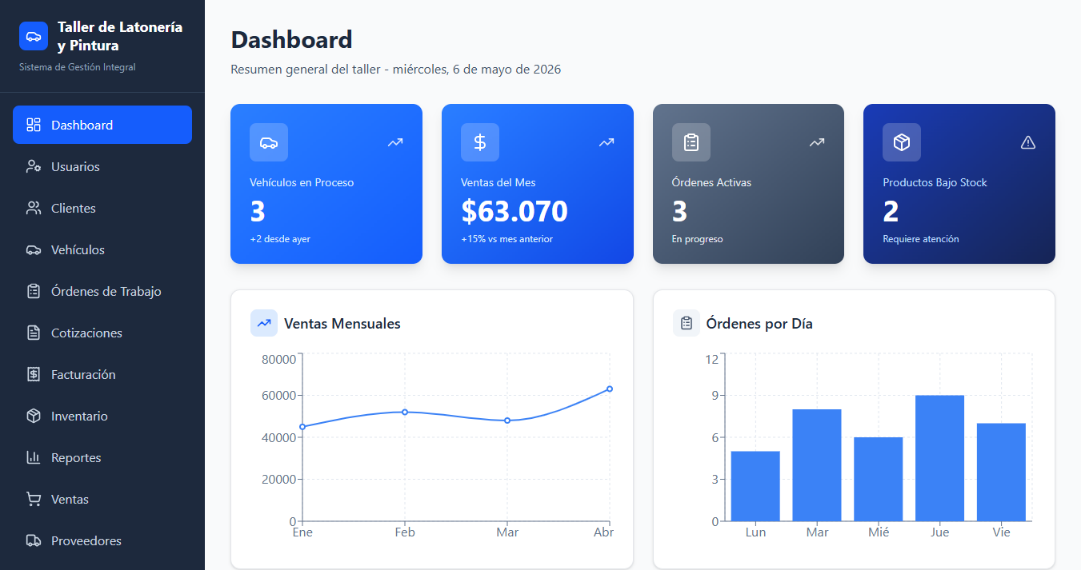 Taller de Latonería
y Pintura
Sistema de Gestión Integral
Dashboard
Usuarios
Clientes
Vehículos
Órdenes de Trabajo
Cotizaciones
Facturación
Inventario
Reportes
Ventas
Proveedores
Dashboard
Resumen general del taller - miércoles, 6 de mayo de 2026
Vehículos en Proceso
3
+2 desde ayer
Ventas del Mes
$63.070
+15% vs mes anterior
Órdenes Activas
3
En progreso
Productos Bajo Stock
2
Requiere atención
Ventas Mensuales
80000
60000
40000
20000
0
Ene Feb Mar Abr
Órdenes por Día
12
9
6
3
0
Lun Mar Mié Jue Vie